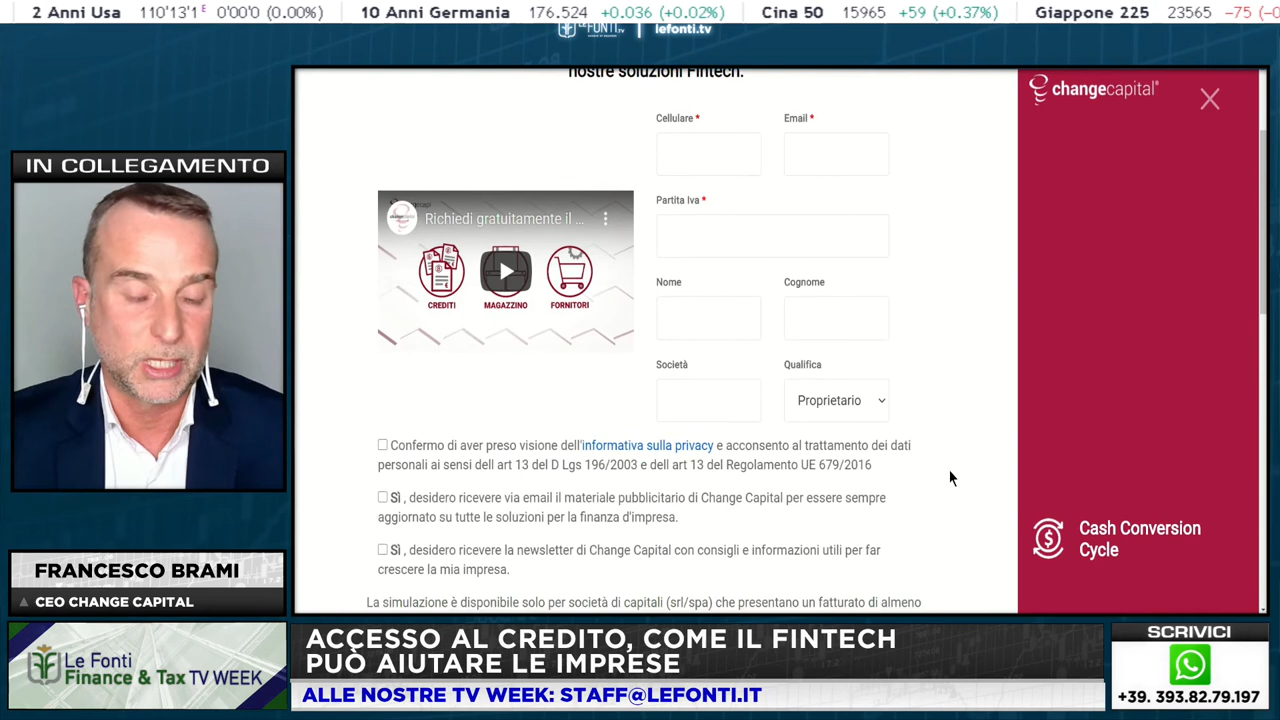 2 Anni Usa 110'13'1 E 0'00'0 (0.00%) 10 Anni Germania 176.524 +0.036 (+0.02%) Cina 50 15965 +59 (+0.37%) Giappone 225 23565 −75
LE FONTI.TV lefonti.tv
nostre soluzioni Fintech.
changecapital®
Cellulare * Email *
IN COLLEGAMENTO
Partita Iva *
Richiedi gratuitamente il ...
CREDITI MAGAZZINO FORNITORI
Nome Cognome
Società Qualifica
Proprietario
Confermo di aver preso visione dell'informativa sulla privacy e acconsento al trattamento dei dati
personali ai sensi dell art 13 del D Lgs 196/2003 e dell art 13 del Regolamento UE 679/2016
Sì , desidero ricevere via email il materiale pubblicitario di Change Capital per essere sempre
aggiornato su tutte le soluzioni per la finanza d'impresa.
Sì , desidero ricevere la newsletter di Change Capital con consigli e informazioni utili per far
crescere la mia impresa.
La simulazione è disponibile solo per società di capitali (srl/spa) che presentano un fatturato di almeno
Cash Conversion
Cycle
FRANCESCO BRAMI
CEO CHANGE CAPITAL
Le Fonti
Finance & Tax TV WEEK
ACCESSO AL CREDITO, COME IL FINTECH
PUÒ AIUTARE LE IMPRESE
ALLE NOSTRE TV WEEK: STAFF@LEFONTI.IT
SCRIVICI
+39. 393.82.79.197